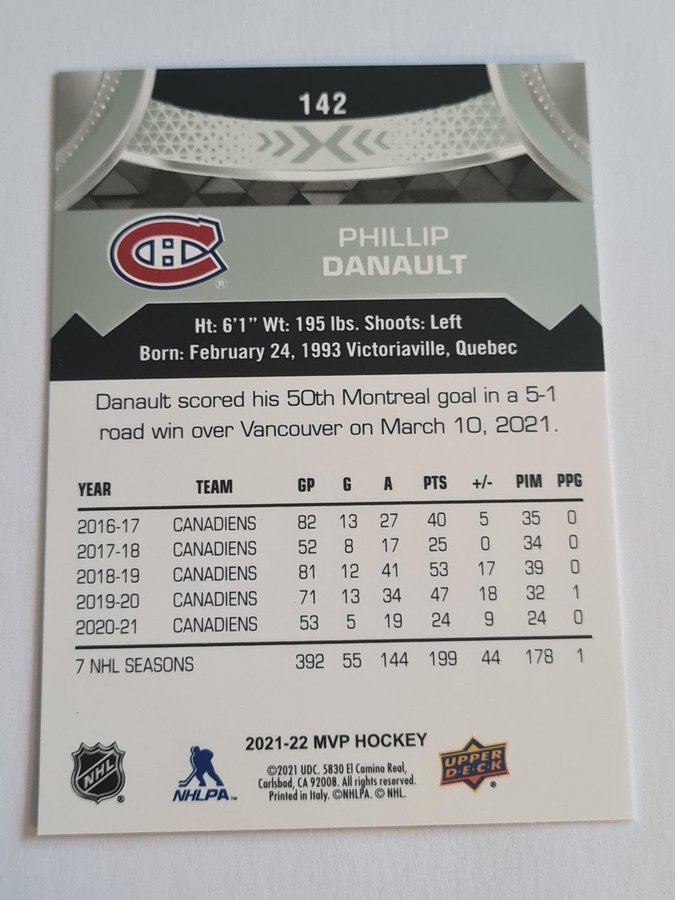 142
PHILLIP
DANAULT
®
Ht: 6'1" Wt: 195 lbs. Shoots: Left
Born: February 24, 1993 Victoriaville, Quebec
Danault scored his 50th Montreal goal in a 5-1
road win over Vancouver on March 10, 2021.
YEAR TEAM GP G A PTS +/- PIM PPG
2016-17 CANADIENS 82 13 27 40 5 35 0
2017-18 CANADIENS 52 8 17 25 0 34 0
2018-19 CANADIENS 81 12 41 53 17 39 0
2019-20 CANADIENS 71 13 34 47 18 32 1
2020-21 CANADIENS 53 5 19 24 9 24 0
7 NHL SEASONS 392 55 144 199 44 178 1
2021-22 MVP HOCKEY
NHL ®
NHLPA™
©2021 UDC. 5830 El Camino Real,
Carlsbad, CA 92008. All rights reserved.
Printed in Italy. ©NHLPA. © NHL.
UPPER
D·E·C·K
®